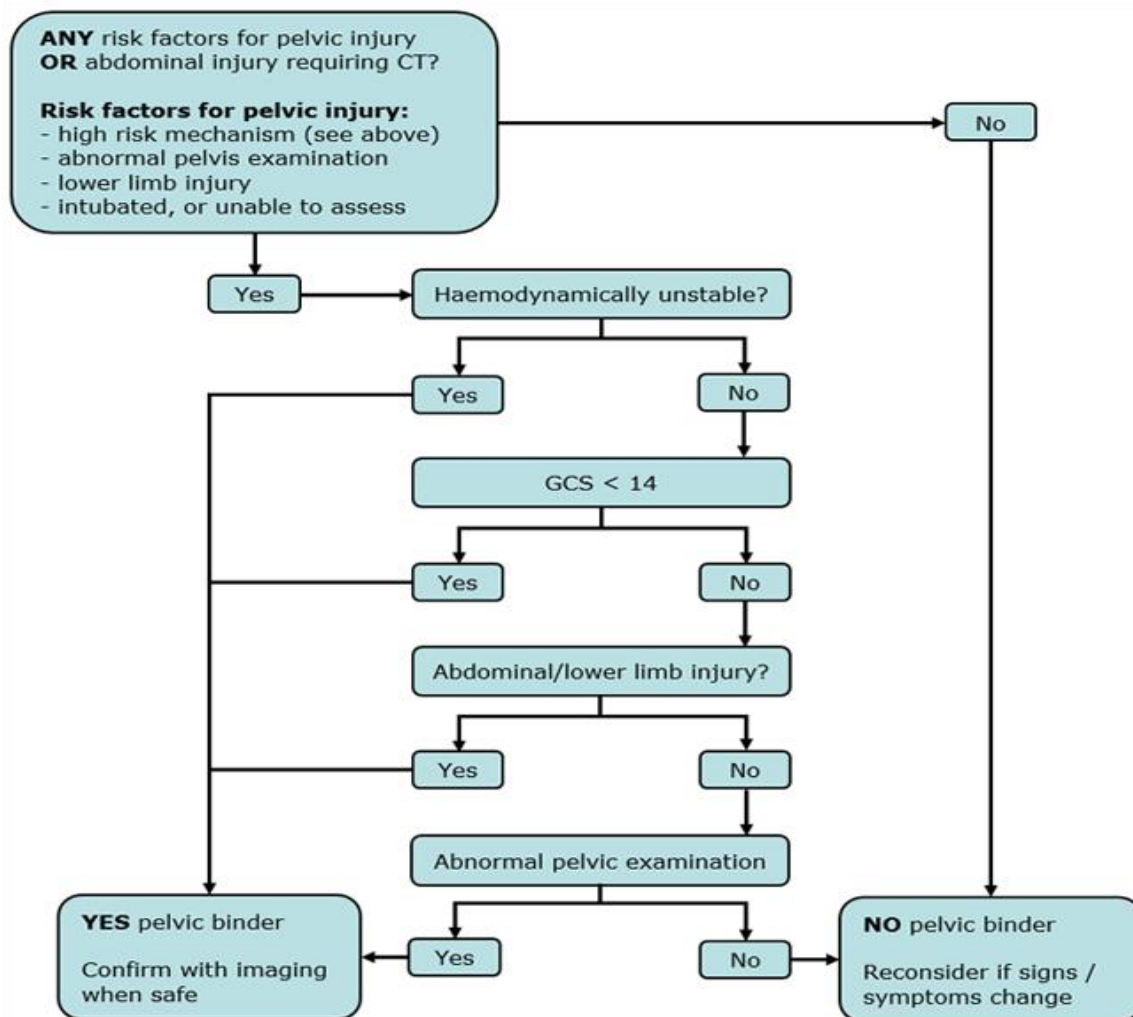 ANY risk factors for pelvic injury
OR abdominal injury requiring CT?
Risk factors for pelvic injury:
- high risk mechanism (see above)
- abnormal pelvis examination
- lower limb injury
- intubated, or unable to assess
No
Yes
Haemodynamically unstable?
Yes
No
GCS < 14
Yes
No
Abdominal/lower limb injury?
Yes
No
Abnormal pelvic examination
Yes
No
YES pelvic binder
Confirm with imaging
when safe
NO pelvic binder
Reconsider if signs /
symptoms change